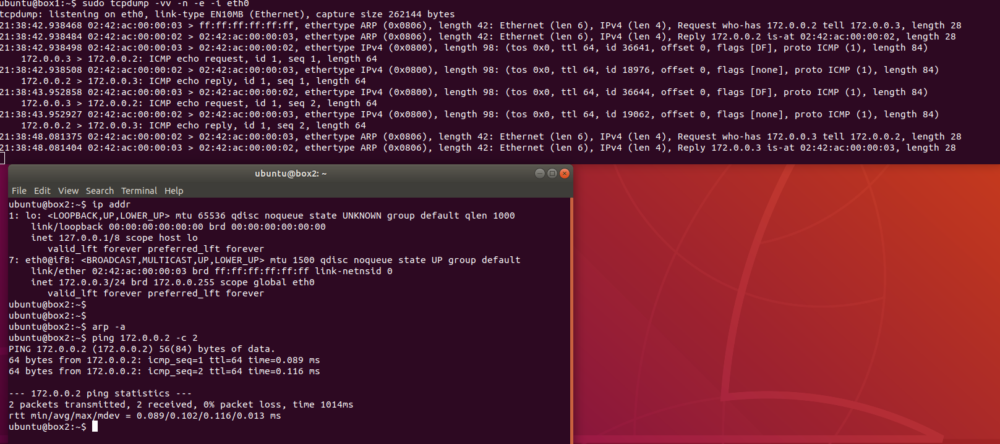 ubuntu@box1:~$ sudo tcpdump -vv -n -e -i eth0
tcpdump: listening on eth0, link-type EN10MB (Ethernet), capture size 262144 bytes
21:38:42.938468 02:42:ac:00:00:03 > ff:ff:ff:ff:ff:ff, ethertype ARP (0x0806), length 42: Ethernet (len 6), IPv4 (len 4), Request who-has 172.0.0.2 tell 172.0.0.3, length 28
21:38:42.938484 02:42:ac:00:00:02 > 02:42:ac:00:00:03, ethertype ARP (0x0806), length 42: Ethernet (len 6), IPv4 (len 4), Reply 172.0.0.2 is-at 02:42:ac:00:00:02, length 28
21:38:42.938498 02:42:ac:00:00:03 > 02:42:ac:00:00:02, ethertype IPv4 (0x0800), length 98: (tos 0x0, ttl 64, id 36641, offset 0, flags [DF], proto ICMP (1), length 84)
    172.0.0.3 > 172.0.0.2: ICMP echo request, id 1, seq 1, length 64
21:38:42.938508 02:42:ac:00:00:02 > 02:42:ac:00:00:03, ethertype IPv4 (0x0800), length 98: (tos 0x0, ttl 64, id 18976, offset 0, flags [none], proto ICMP (1), length 84)
    172.0.0.2 > 172.0.0.3: ICMP echo reply, id 1, seq 1, length 64
21:38:43.952858 02:42:ac:00:00:03 > 02:42:ac:00:00:02, ethertype IPv4 (0x0800), length 98: (tos 0x0, ttl 64, id 36644, offset 0, flags [DF], proto ICMP (1), length 84)
    172.0.0.3 > 172.0.0.2: ICMP echo request, id 1, seq 2, length 64
21:38:43.952927 02:42:ac:00:00:02 > 02:42:ac:00:00:03, ethertype IPv4 (0x0800), length 98: (tos 0x0, ttl 64, id 19062, offset 0, flags [none], proto ICMP (1), length 84)
    172.0.0.2 > 172.0.0.3: ICMP echo reply, id 1, seq 2, length 64
21:38:48.081375 02:42:ac:00:00:02 > 02:42:ac:00:00:03, ethertype ARP (0x0806), length 42: Ethernet (len 6), IPv4 (len 4), Request who-has 172.0.0.3 tell 172.0.0.2, length 28
21:38:48.081404 02:42:ac:00:00:03 > 02:42:ac:00:00:02, ethertype ARP (0x0806), length 42: Ethernet (len 6), IPv4 (len 4), Reply 172.0.0.3 is-at 02:42:ac:00:00:03, length 28
ubuntu@box2: ~
File Edit View Search Terminal Help
ubuntu@box2:~$ ip addr
1: lo: <LOOPBACK,UP,LOWER_UP> mtu 65536 qdisc noqueue state UNKNOWN group default qlen 1000
    link/loopback 00:00:00:00:00:00 brd 00:00:00:00:00:00
    inet 127.0.0.1/8 scope host lo
       valid_lft forever preferred_lft forever
7: eth0@if8: <BROADCAST,MULTICAST,UP,LOWER_UP> mtu 1500 qdisc noqueue state UP group default
    link/ether 02:42:ac:00:00:03 brd ff:ff:ff:ff:ff:ff link-netnsid 0
    inet 172.0.0.3/24 brd 172.0.0.255 scope global eth0
       valid_lft forever preferred_lft forever
ubuntu@box2:~$
ubuntu@box2:~$
ubuntu@box2:~$ arp -a
ubuntu@box2:~$ ping 172.0.0.2 -c 2
PING 172.0.0.2 (172.0.0.2) 56(84) bytes of data.
64 bytes from 172.0.0.2: icmp_seq=1 ttl=64 time=0.089 ms
64 bytes from 172.0.0.2: icmp_seq=2 ttl=64 time=0.116 ms
--- 172.0.0.2 ping statistics ---
2 packets transmitted, 2 received, 0% packet loss, time 1014ms
rtt min/avg/max/mdev = 0.089/0.102/0.116/0.013 ms
ubuntu@box2:~$